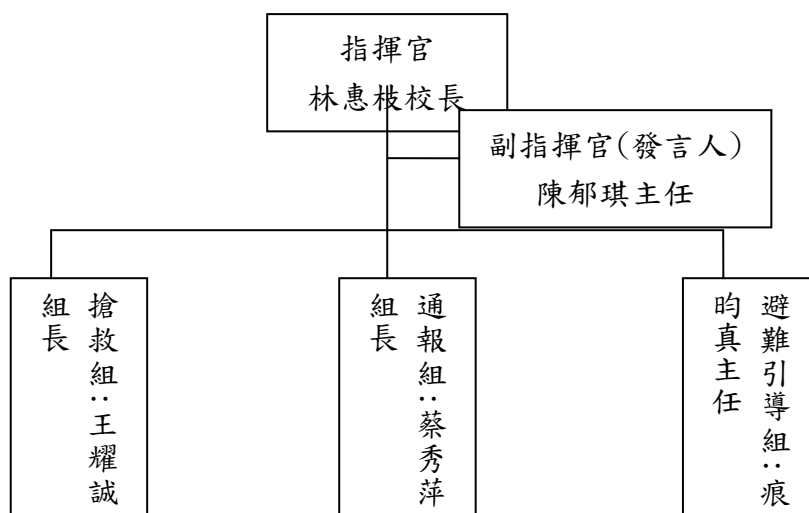 指揮官
林惠枝校長
副指揮官(發言人)
陳郁琪主任
搶救組：王耀誠
組長
通報組：蔡秀萍
組長
避難引導組：痕
昀真主任